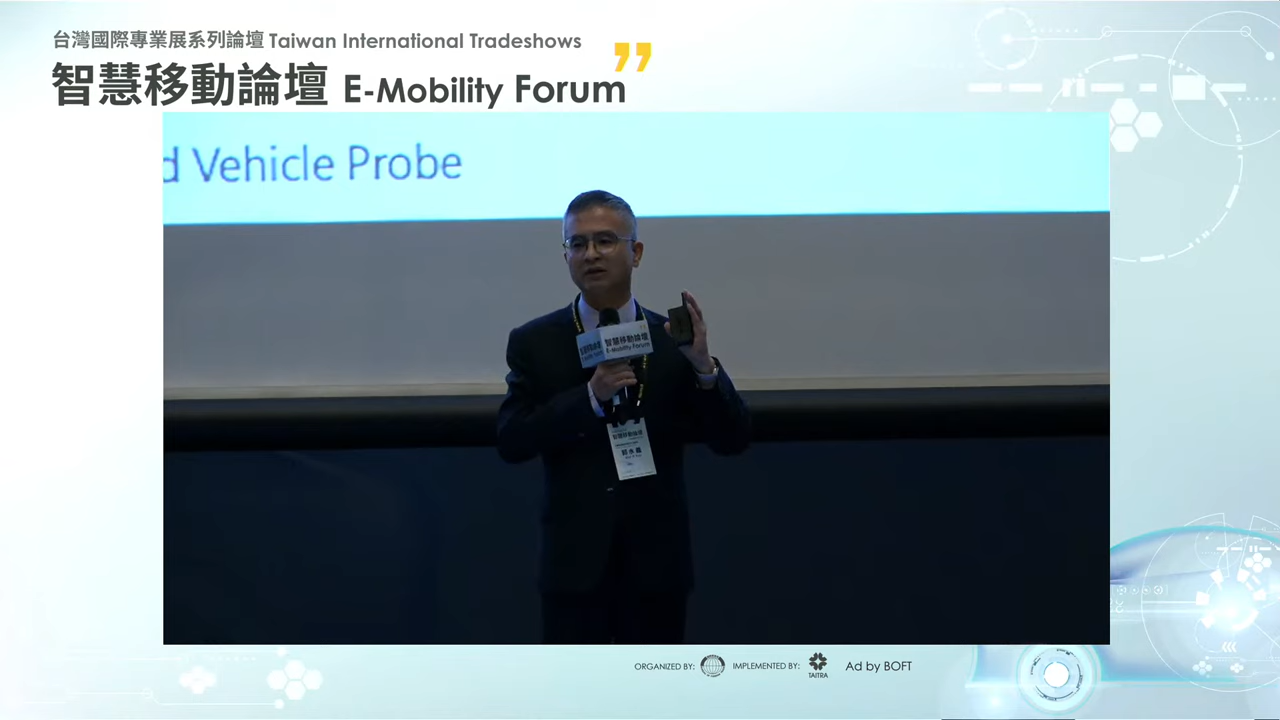 台灣國際專業展系列論壇 Taiwan International Tradeshows
智慧移動論壇 E-Mobility Forum
d Vehicle Probe
智慧移動論壇
E-Mobility Forum
智慧移動論壇
ORGANIZED BY: IMPLEMENTED BY: TAITRA Ad by BOFT